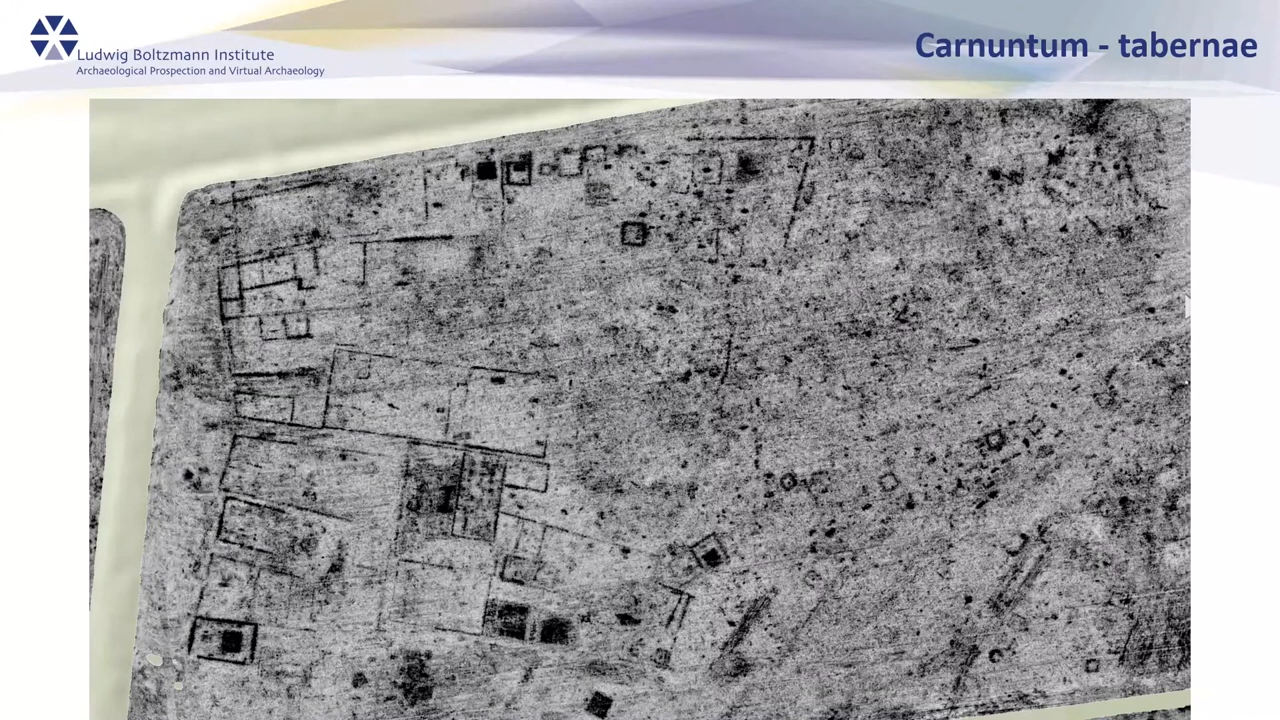 Ludwig Boltzmann Institute
Archaeological Prospection and Virtual Archaeology
Carnuntum - tabernae